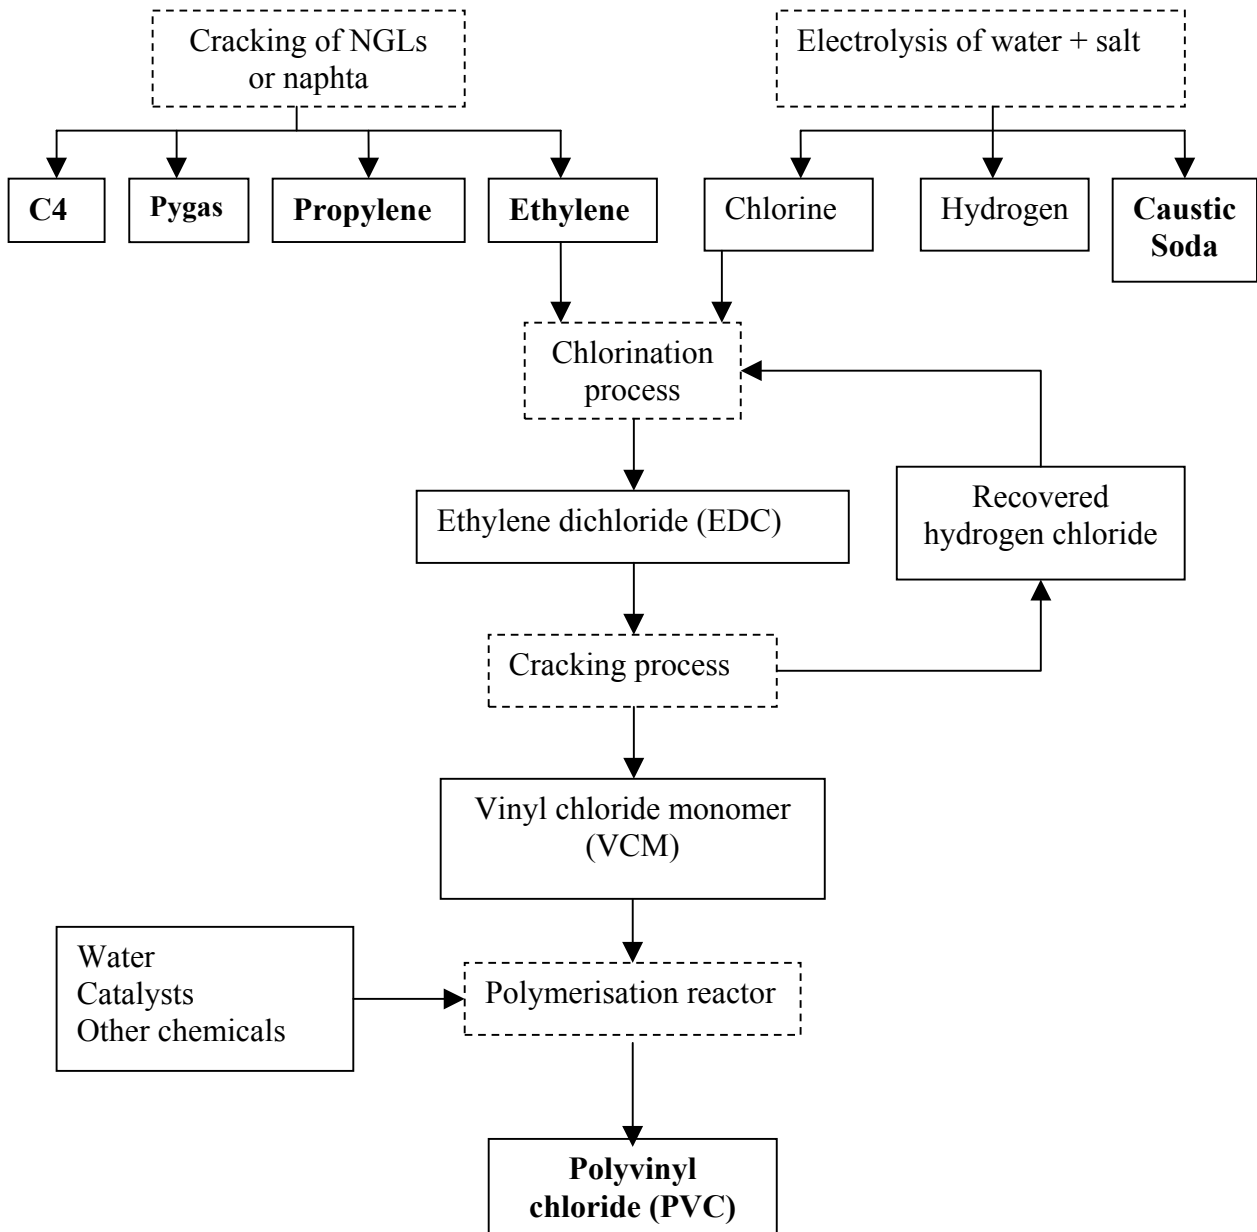 Cracking of NGLs
or naphta
Electrolysis of water + salt
C4
Pygas
Propylene
Ethylene
Chlorine
Hydrogen
Caustic
Soda
Chlorination
process
Ethylene dichloride (EDC)
Recovered
hydrogen chloride
Cracking process
Vinyl chloride monomer
(VCM)
Water
Catalysts
Other chemicals
Polymerisation reactor
Polyvinyl
chloride (PVC)